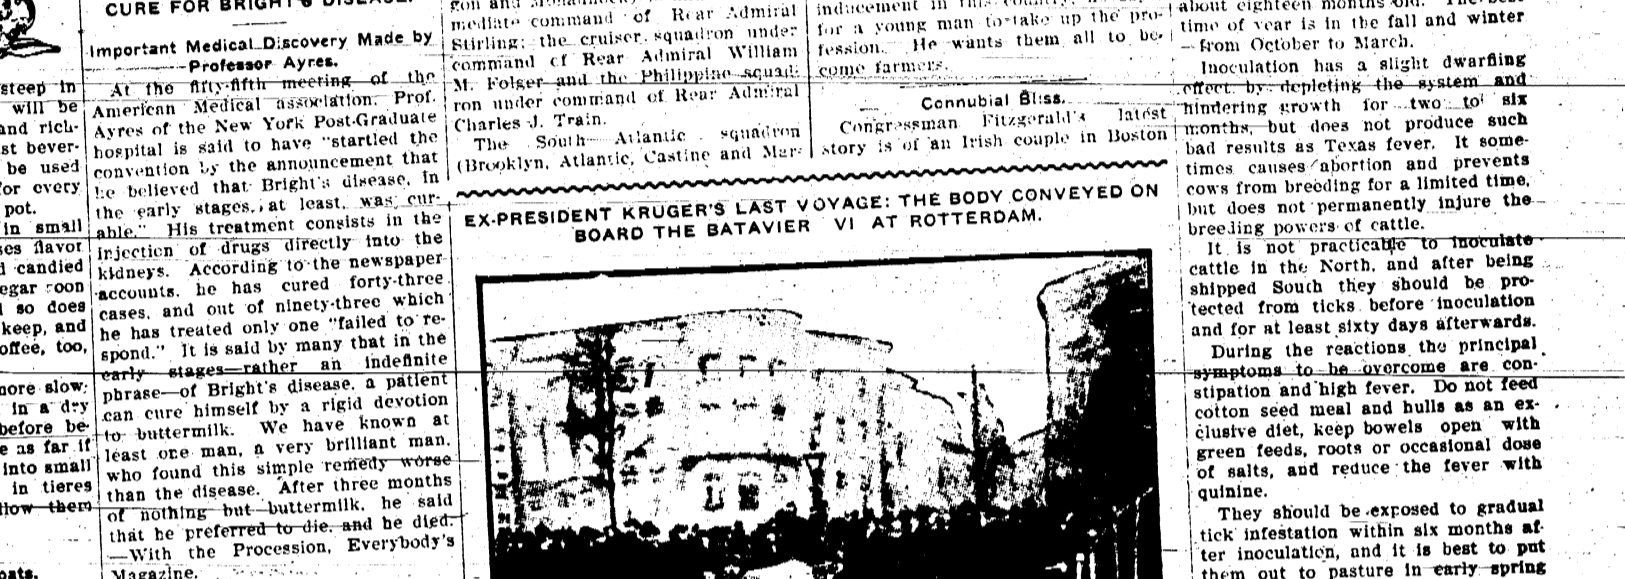 steep in
will be
and rich-
st bever-
be used
for every
pot.
in small
ses flavor
d candied
egar soon
l so does
keep, and
offee, too,
more slow;
in a dry
before be-
e as far if
into small
in tieres
llow them
oats.
CURE FOR BRIGHT'S DISEASE.
Important Medical Discovery Made by
Professor Ayres.
At the fifty-fifth meeting of the
American Medical association, Prof.
Ayres of the New York Post-Graduate
hospital is said to have "startled the
convention by the announcement that
he believed that Bright's disease, in
the early stages, at least, was cur-
able." His treatment consists in the
injection of drugs directly into the
kidneys. According to the newspaper
accounts, he has cured forty-three
cases, and out of ninety-three which
he has treated only one "failed to re-
spond." It is said by many that in the
early stages—rather an indefinite
phrase—of Bright's disease, a patient
can cure himself by a rigid devotion
to buttermilk. We have known at
least one man, a very brilliant man,
who found this simple remedy worse
than the disease. After three months
of nothing but buttermilk, he said
that he preferred to die, and he died.
—With the Procession, Everybody's
Magazine.
gon and
mediate command of Rear Admiral
Stirling; the cruiser squadron under
command of Rear Admiral William
M. Folger and the Philippine squad-
ron under command of Rear Admiral
Charles J. Train.
The South Atlantic squadron
(Brooklyn, Atlantic, Castine and Mar-
inducement in this country,
for a young man to take up the pro-
fession. He wants them all to be-
come farmers.
Connubial Bliss.
Congressman Fitzgerald's latest
story is of an Irish couple in Boston
EX-PRESIDENT KRUGER'S LAST VOYAGE: THE BODY CONVEYED ON
BOARD THE BATAVIER VI AT ROTTERDAM.
about eighteen months old. The best
time of year is in the fall and winter
—from October to March.
Inoculation has a slight dwarfing
effect by depleting the system and
hindering growth for two to six
months, but does not produce such
bad results as Texas fever. It some-
times causes abortion and prevents
cows from breeding for a limited time,
but does not permanently injure the
breeding powers of cattle.
It is not practicable to inoculate
cattle in the North, and after being
shipped South they should be pro-
tected from ticks before inoculation
and for at least sixty days afterwards.
During the reactions the principal
symptoms to be overcome are con-
stipation and high fever. Do not feed
cotton seed meal and hulls as an ex-
clusive diet, keep bowels open with
green feeds, roots or occasional dose
of salts, and reduce the fever with
quinine.
They should be exposed to gradual
tick infestation within six months af-
ter inoculation, and it is best to put
them out to pasture in early spring